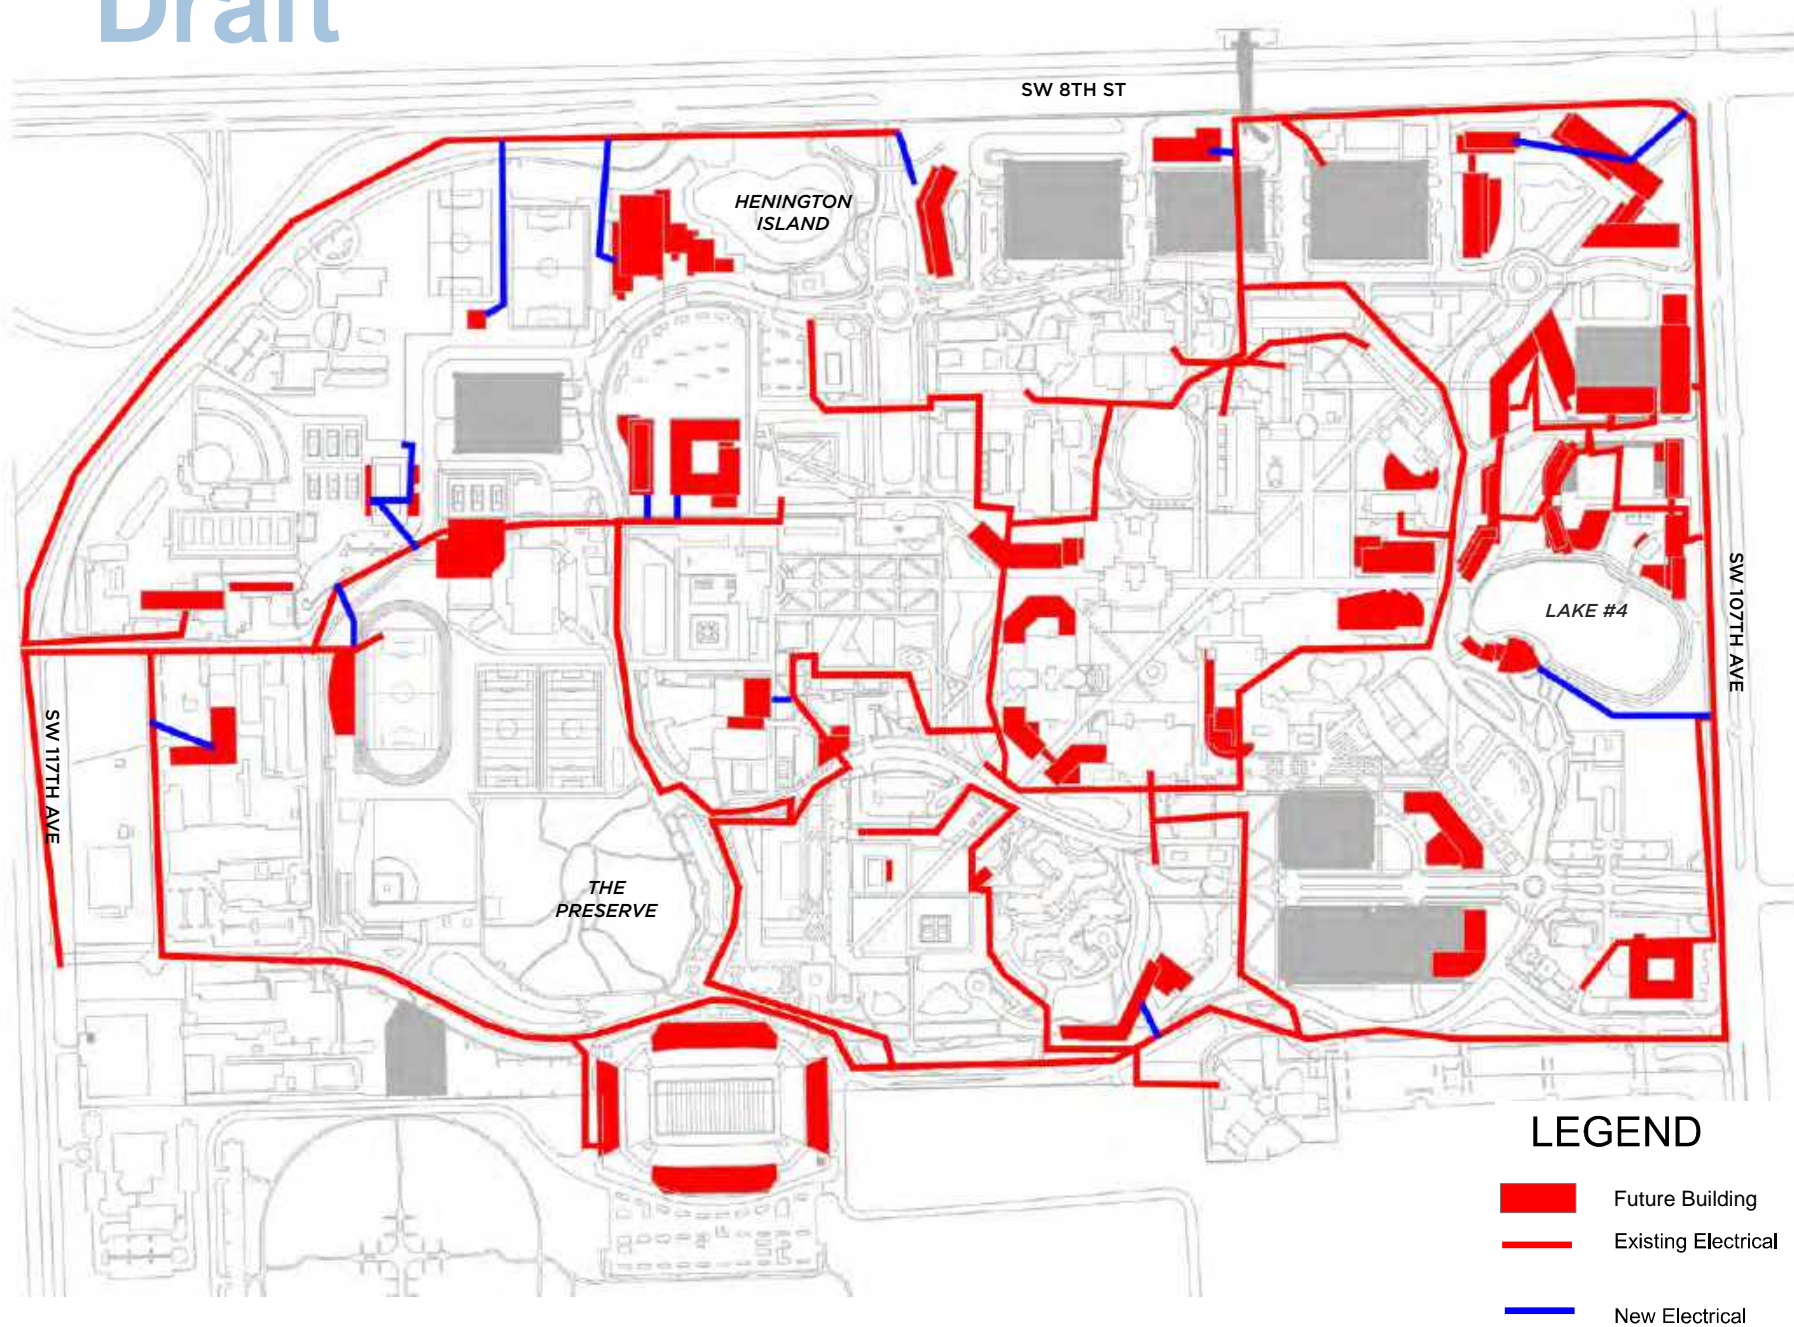 Draft
SW 8TH ST
HENINGTON
ISLAND
LAKE #4
SW 107TH AVE
SW 117TH AVE
THE
PRESERVE
LEGEND
Future Building
Existing Electrical
New Electrical